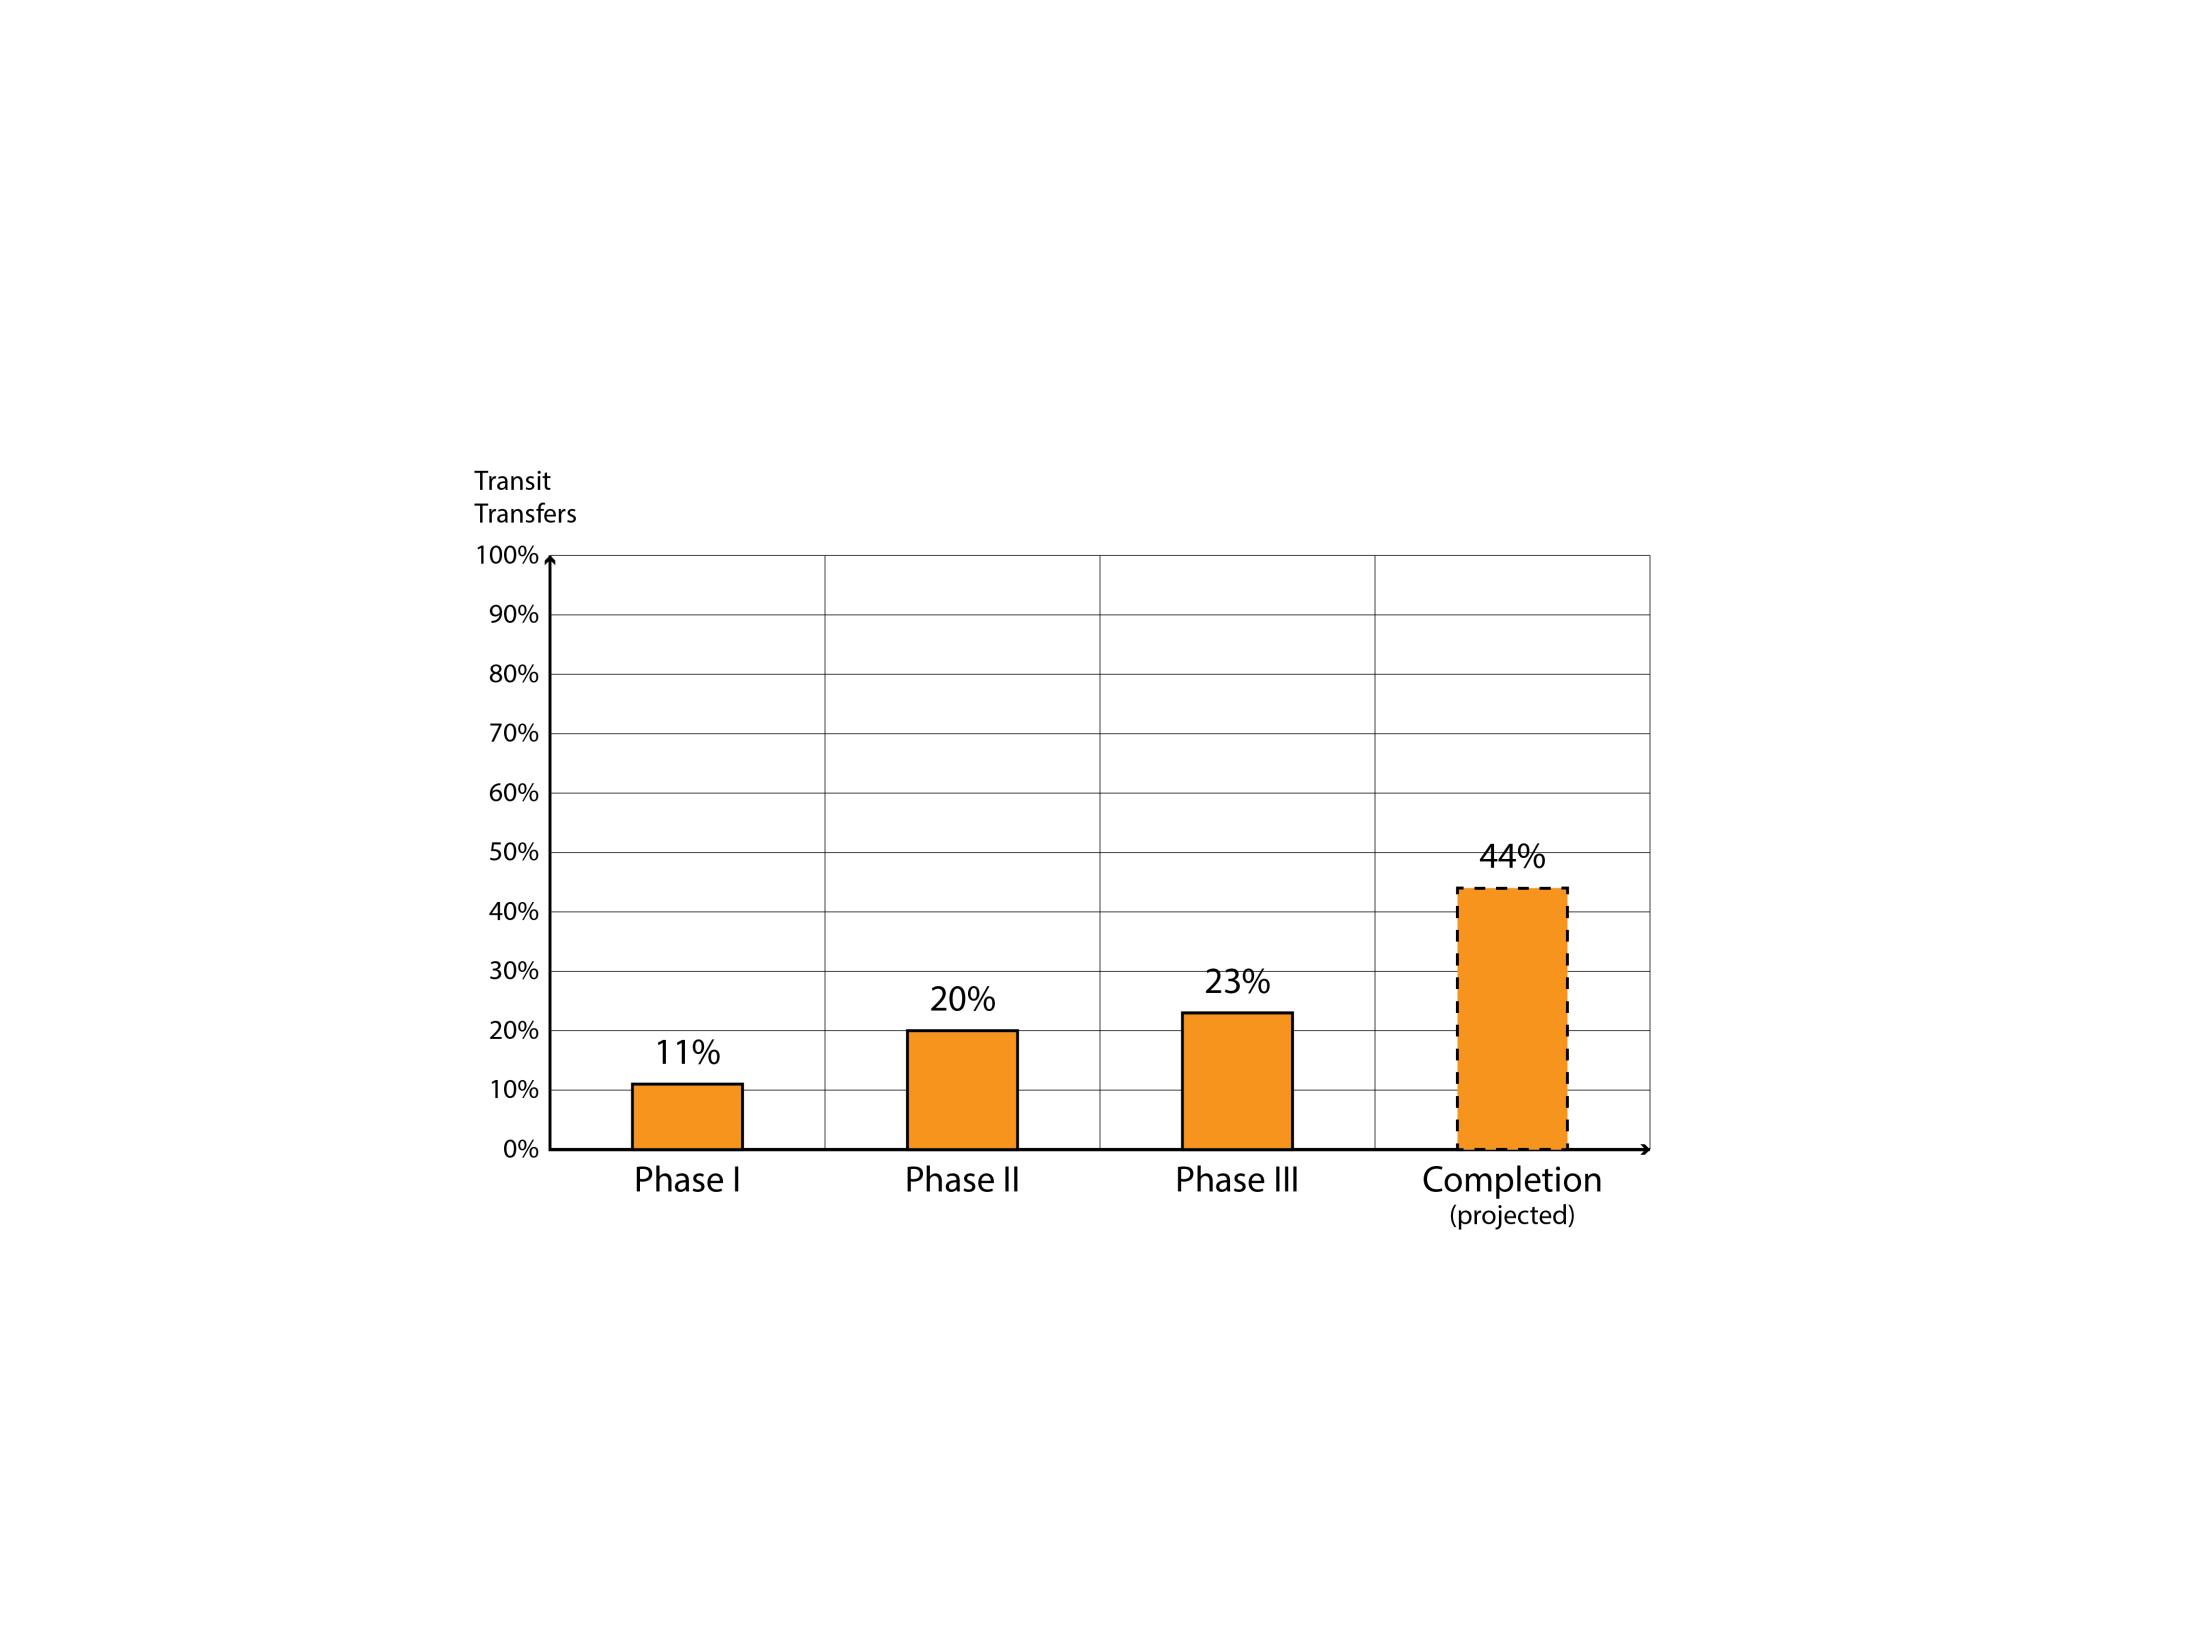 Transit
Transfers
100%
90%
80%
70%
60%
50%
44%
40%
30%
23%
20%
20%
11%
10%
0%
Phase I
Phase II
Phase III
Completion
(projected)